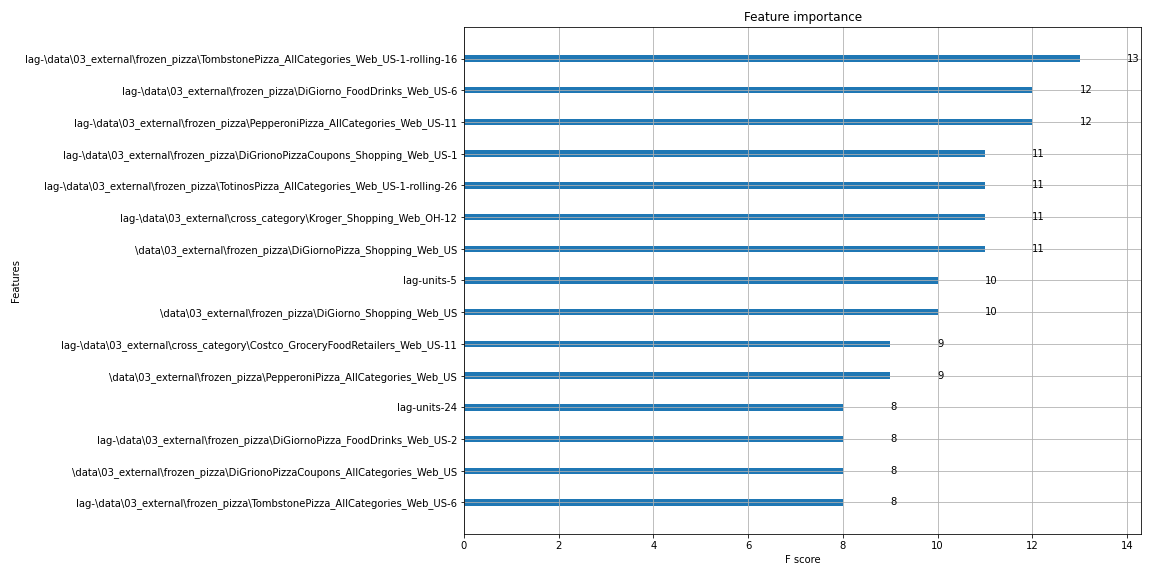 Feature importance
lag-\data\03_external\frozen_pizza\TombstonePizza_AllCategories_Web_US-1-rolling-16 13
lag-\data\03_external\frozen_pizza\DiGiorno_FoodDrinks_Web_US-6 12
lag-\data\03_external\frozen_pizza\PepperoniPizza_AllCategories_Web_US-11 12
lag-\data\03_external\frozen_pizza\DiGrionoPizzaCoupons_Shopping_Web_US-1 11
lag-\data\03_external\frozen_pizza\TotinosPizza_AllCategories_Web_US-1-rolling-26 11
lag-\data\03_external\cross_category\Kroger_Shopping_Web_OH-12 11
\data\03_external\frozen_pizza\DiGiornoPizza_Shopping_Web_US 11
lag-units-5 10
\data\03_external\frozen_pizza\DiGiorno_Shopping_Web_US 10
lag-\data\03_external\cross_category\Costco_GroceryFoodRetailers_Web_US-11 9
\data\03_external\frozen_pizza\PepperoniPizza_AllCategories_Web_US 9
lag-units-24 8
lag-\data\03_external\frozen_pizza\DiGiornoPizza_FoodDrinks_Web_US-2 8
\data\03_external\frozen_pizza\DiGrionoPizzaCoupons_AllCategories_Web_US 8
lag-\data\03_external\frozen_pizza\TombstonePizza_AllCategories_Web_US-6 8
Features
0 2 4 6 8 10 12 14
F score